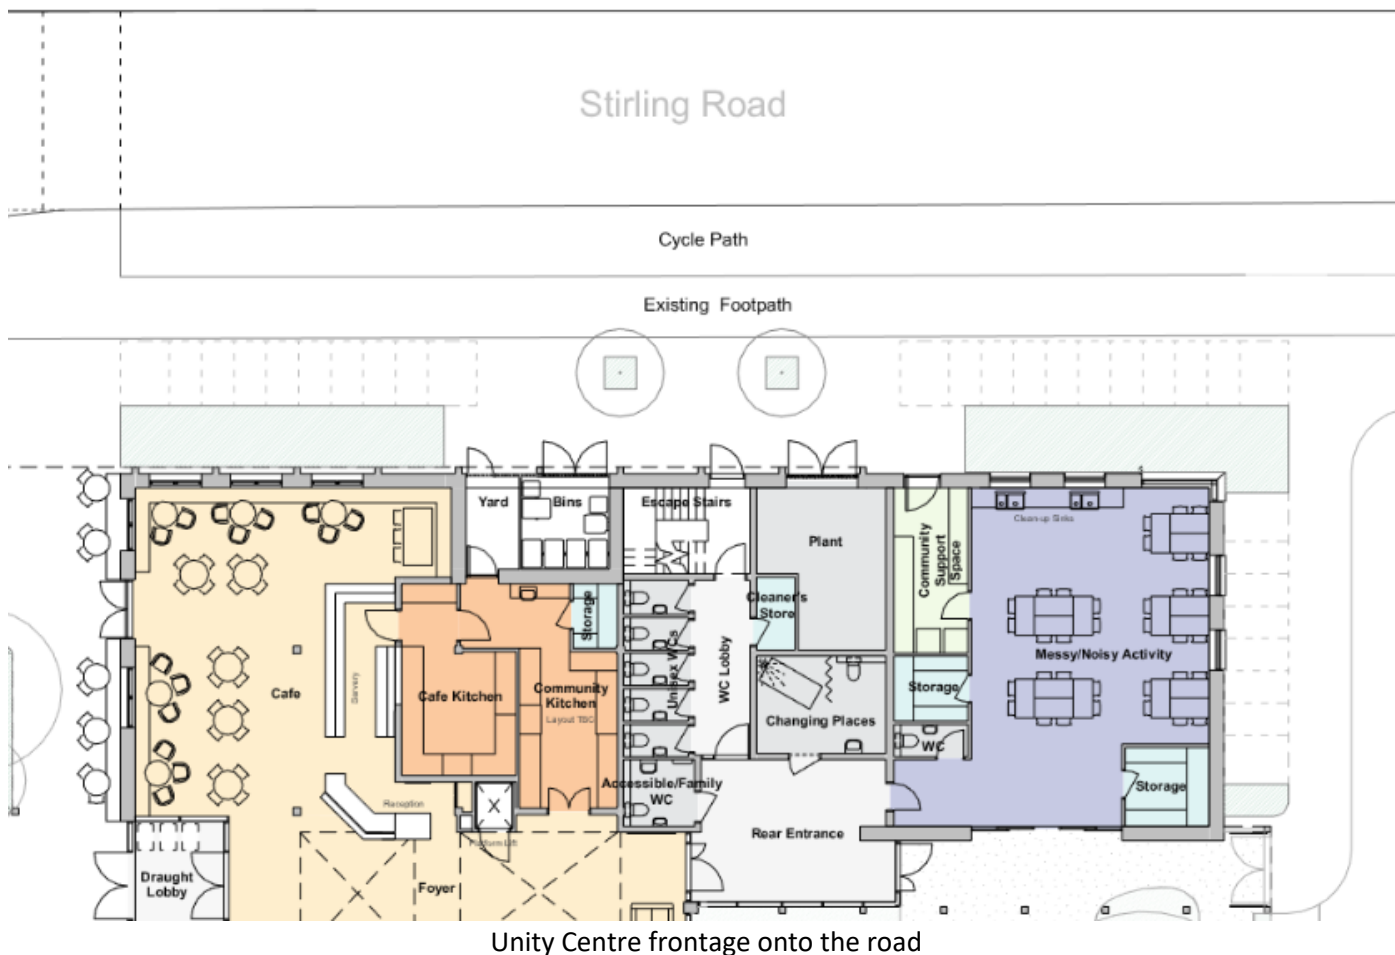 Stirling Road
Cycle Path
Existing Footpath
Yard
Bins
Escape Stairs
Plant
Community
Support
Space
Clean-up Sinks
Storage
Cleaner's
Store
Unisex WCs
WC Lobby
Messy/Noisy Activity
Cafe
Servery
Cafe Kitchen
Community
Kitchen
Layout TBC
Storage
Changing Places
WC
Accessible/Family
WC
Storage
Reception
Platform Lift
Rear Entrance
Draught
Lobby
Foyer
Unity Centre frontage onto the road